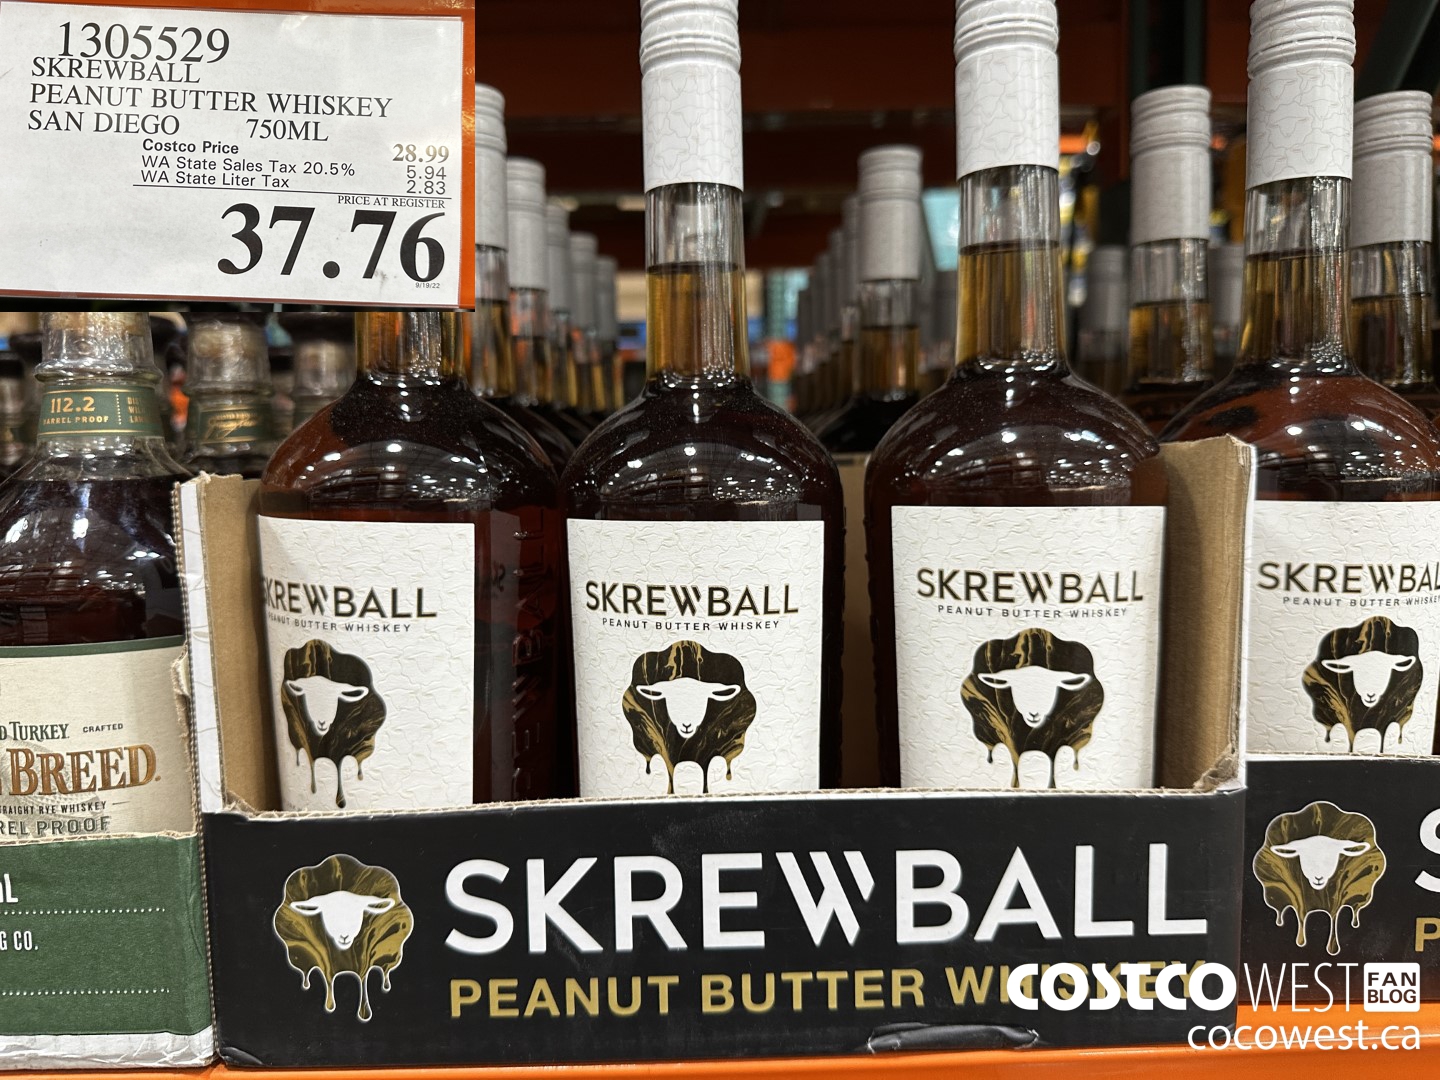 1305529
SKREWBALL
PEANUT BUTTER WHISKEY
SAN DIEGO 750ML
Costco Price 28.99
WA State Sales Tax 20.5% 5.94
WA State Liter Tax 2.83
PRICE AT REGISTER
37.76
9/19/22
112.2
BARREL PROOF
TURKEY CRAFTED
BREED
STRAIGHT RYE WHISKEY
PROOF
CO.
SKREWBALL
PEANUT BUTTER WHISKEY
SKREWBALL
PEANUT BUTTER WHISKEY
SKREWBALL
PEANUT BUTTER WHISKEY
SKREWBAL
PEANUT BUTTER WHISKEY
SKREWBALL
PEANUT BUTTER WHISKEY
COSTCO WEST FAN BLOG
cocowest.ca